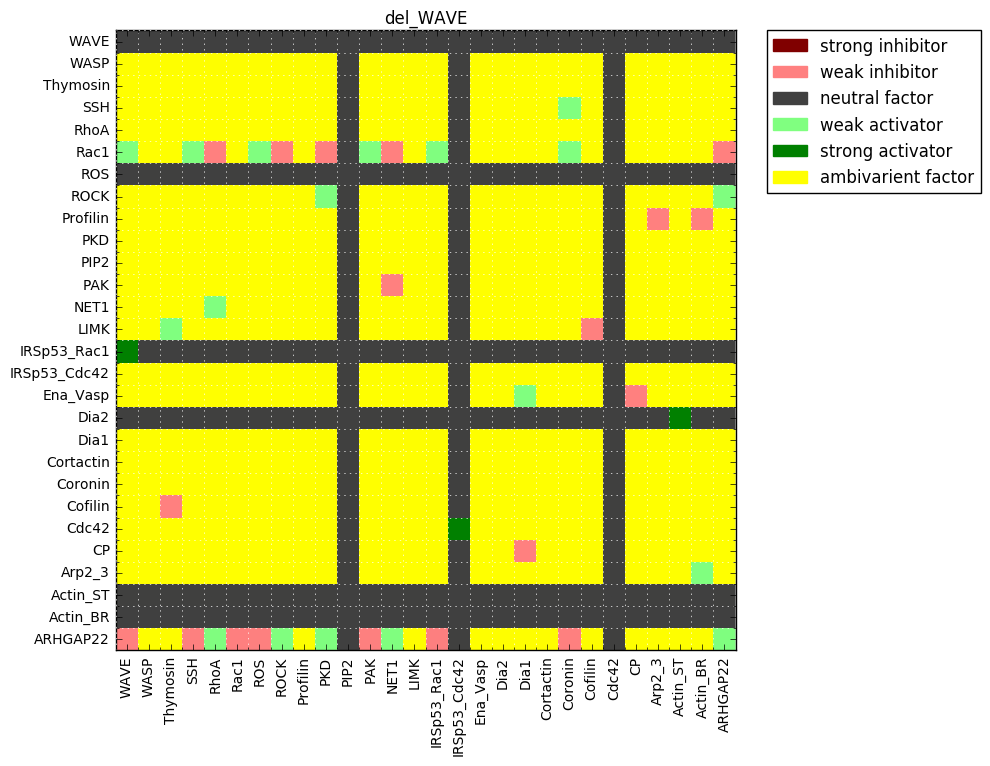 del_WAVE
WAVE
WASP
Thymosin
SSH
RhoA
Rac1
ROS
ROCK
Profilin
PKD
PIP2
PAK
NET1
LIMK
IRSp53_Rac1
IRSp53_Cdc42
Ena_Vasp
Dia2
Dia1
Cortactin
Coronin
Cofilin
Cdc42
CP
Arp2_3
Actin_ST
Actin_BR
ARHGAP22
WAVE
WASP
Thymosin
SSH
RhoA
Rac1
ROS
ROCK
Profilin
PKD
PIP2
PAK
NET1
LIMK
IRSp53_Rac1
IRSp53_Cdc42
Ena_Vasp
Dia2
Dia1
Cortactin
Coronin
Cofilin
Cdc42
CP
Arp2_3
Actin_ST
Actin_BR
ARHGAP22
strong inhibitor
weak inhibitor
neutral factor
weak activator
strong activator
ambivarient factor